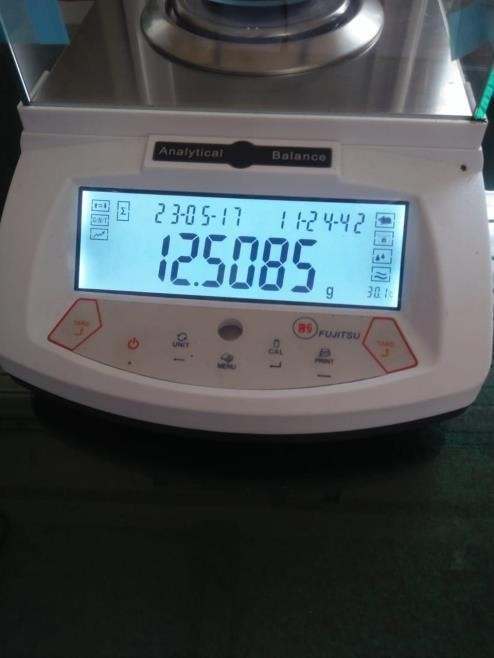 Analytical Balance
Σ 23-05-17 11-24-42
O/N/T
12.5085 g
30.1c
TARE
UNIT
MENU
CAL
PRINT
FUJITSU
TARE